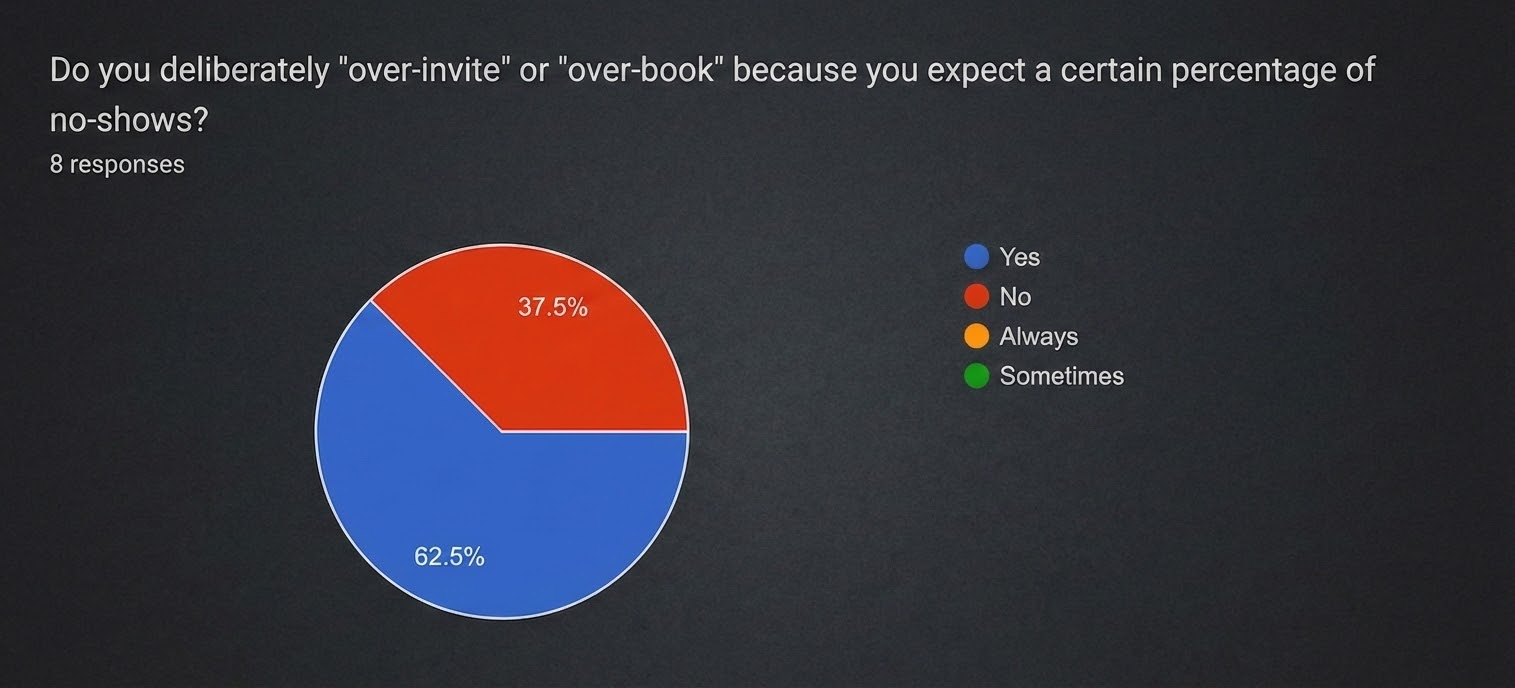 Do you deliberately "over-invite" or "over-book" because you expect a certain percentage of
no-shows?
8 responses
37.5%
62.5%
Yes
No
Always
Sometimes